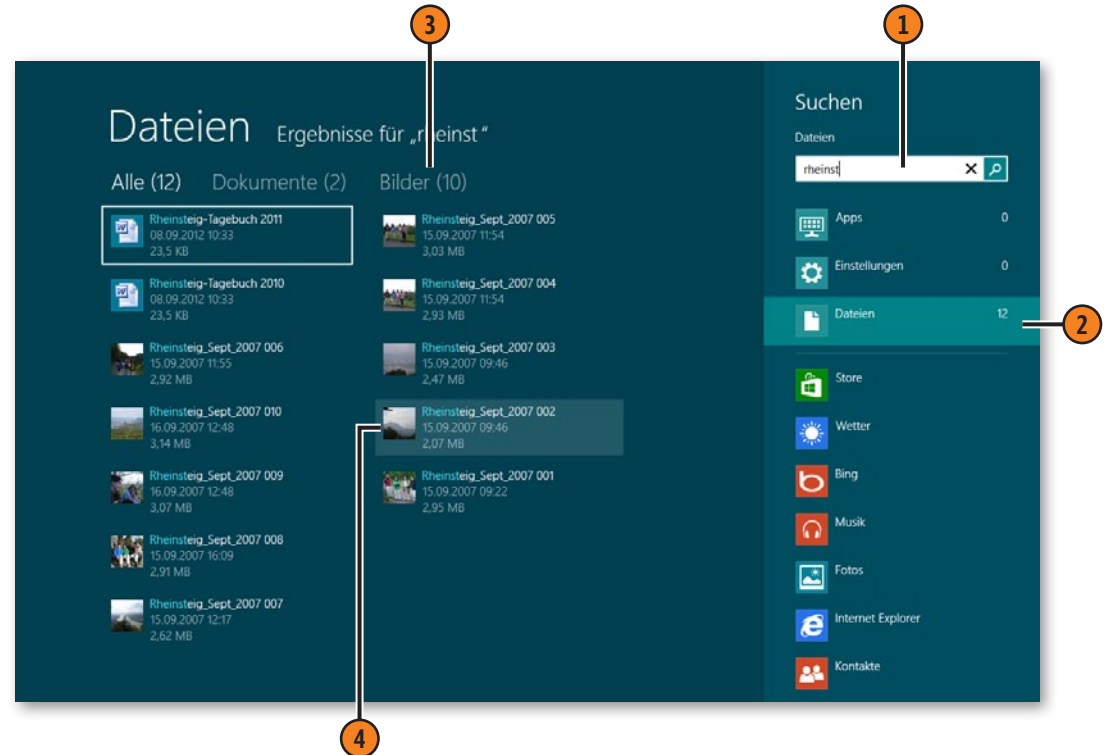 3
1
Dateien Ergebnisse für „rheinst"
Alle (12) Dokumente (2) Bilder (10)
Rheinsteig-Tagebuch 2011
08.09.2012 10:33
23,5 KB
Rheinsteig-Tagebuch 2010
08.09.2012 10:33
23,5 KB
Rheinsteig_Sept_2007 006
15.09.2007 11:55
2,92 MB
Rheinsteig_Sept_2007 010
16.09.2007 12:48
3,14 MB
Rheinsteig_Sept_2007 009
16.09.2007 12:48
3,07 MB
Rheinsteig_Sept_2007 008
15.09.2007 16:09
2,91 MB
Rheinsteig_Sept_2007 007
15.09.2007 12:17
2,62 MB
Rheinsteig_Sept_2007 005
15.09.2007 11:54
3,03 MB
Rheinsteig_Sept_2007 004
15.09.2007 11:54
2,93 MB
Rheinsteig_Sept_2007 003
15.09.2007 09:46
2,47 MB
Rheinsteig_Sept_2007 002
15.09.2007 09:46
2,07 MB
Rheinsteig_Sept_2007 001
15.09.2007 09:22
2,95 MB
Suchen
Dateien
rheinst
Apps 0
Einstellungen 0
Dateien 12
2
Store
Wetter
Bing
Musik
Fotos
Internet Explorer
Kontakte
4